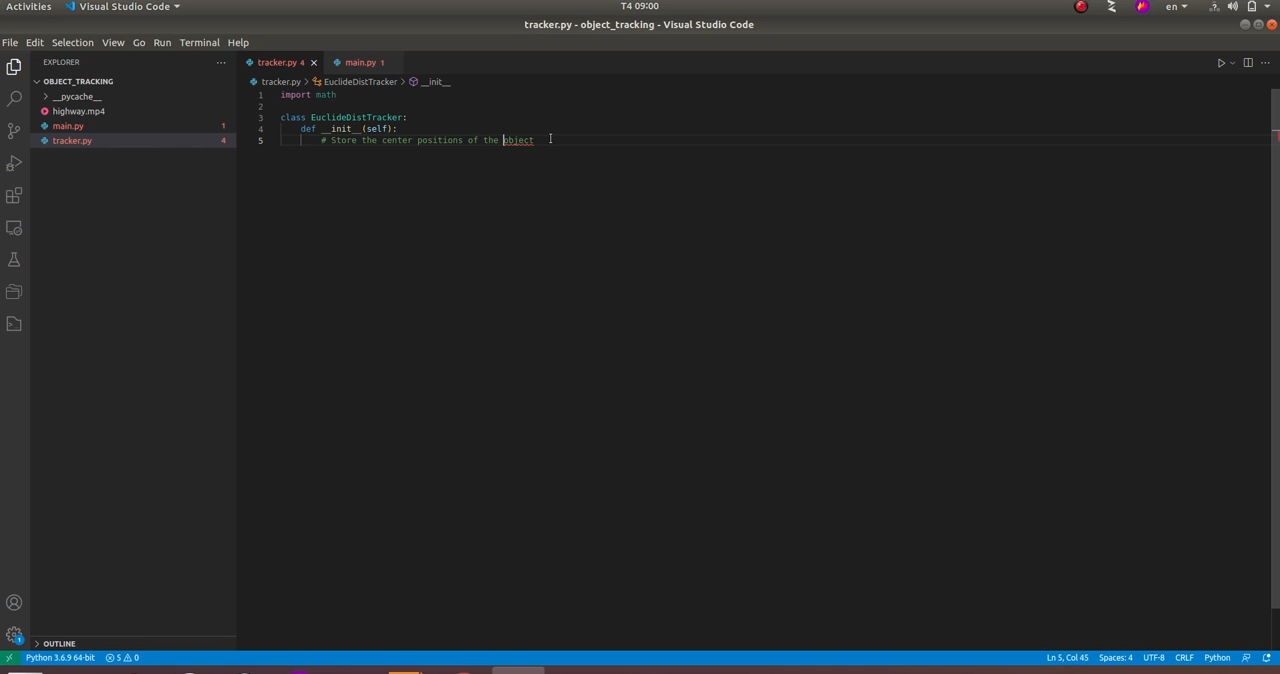 Activities Visual Studio Code T4 09:00 en
tracker.py - object_tracking - Visual Studio Code
File Edit Selection View Go Run Terminal Help
EXPLORER
tracker.py 4 main.py 1
OBJECT_TRACKING
tracker.py > EuclideDistTracker > __init__
__pycache__
highway.mp4
main.py 1
tracker.py 4
1 import math
2
3 class EuclideDistTracker:
4 def __init__(self):
5 # Store the center positions of the object
OUTLINE
1
Python 3.6.9 64-bit 5 0 Ln 5, Col 45 Spaces: 4 UTF-8 CRLF Python